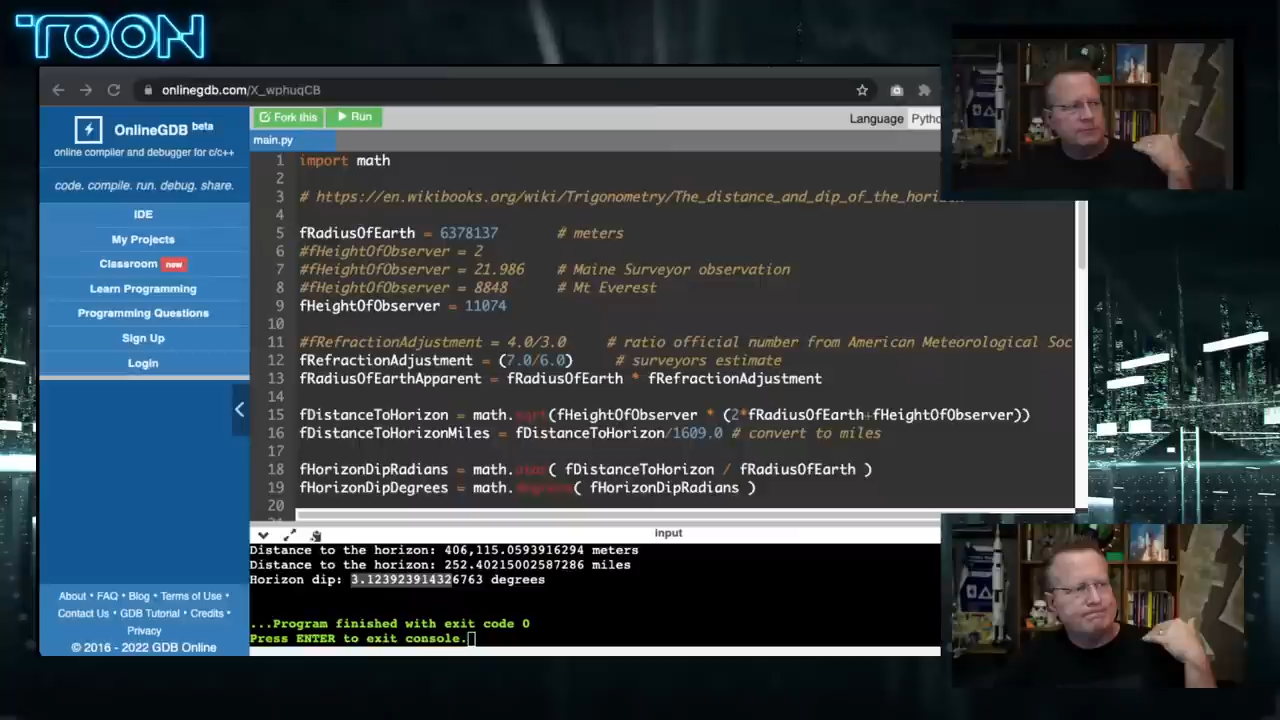 TOON
onlinegdb.com/X_wphuqCB
OnlineGDB beta
online compiler and debugger for c/c++
code. compile. run. debug. share.
IDE
My Projects
Classroom new
Learn Programming
Programming Questions
Sign Up
Login
About • FAQ • Blog • Terms of Use •
Contact Us • GDB Tutorial • Credits •
Privacy
© 2016 - 2022 GDB Online
Fork this
Run
Language
Pytho
main.py
1 import math
2
3 # https://en.wikibooks.org/wiki/Trigonometry/The_distance_and_dip_of_the_hori
4
5 fRadiusOfEarth = 6378137 # meters
6 #fHeightOfObserver = 2
7 #fHeightOfObserver = 21.986 # Maine Surveyor observation
8 #fHeightOfObserver = 8848 # Mt Everest
9 fHeightOfObserver = 11074
10
11 #fRefractionAdjustment = 4.0/3.0 # ratio official number from American Meteorological Soc
12 fRefractionAdjustment = (7.0/6.0) # surveyors estimate
13 fRadiusOfEarthApparent = fRadiusOfEarth * fRefractionAdjustment
14
15 fDistanceToHorizon = math.sqrt(fHeightOfObserver * (2*fRadiusOfEarth+fHeightOfObserver))
16 fDistanceToHorizonMiles = fDistanceToHorizon/1609.0 # convert to miles
17
18 fHorizonDipRadians = math.atan( fDistanceToHorizon / fRadiusOfEarth )
19 fHorizonDipDegrees = math.degrees( fHorizonDipRadians )
20
input
Distance to the horizon: 406,115.0593916294 meters
Distance to the horizon: 252.40215002587286 miles
Horizon dip: 3.123923914326763 degrees
...Program finished with exit code 0
Press ENTER to exit console.